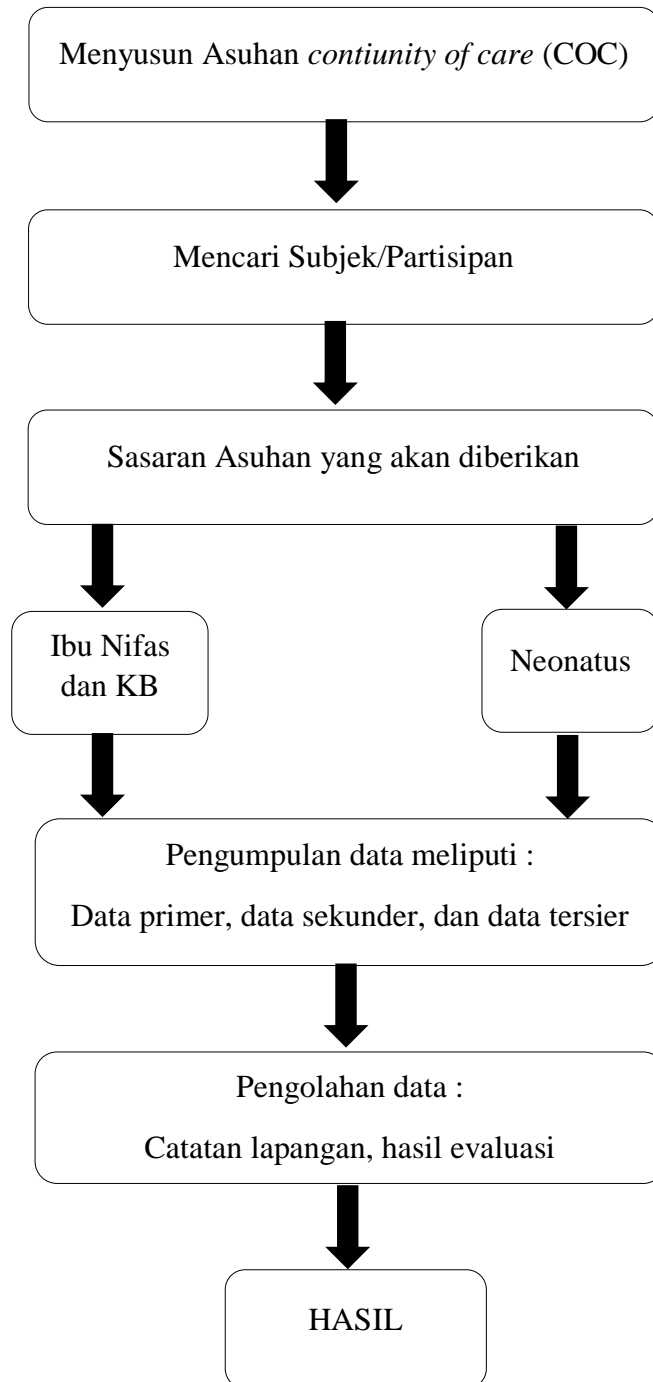 Menyusun Asuhan contiunity of care (COC)
Mencari Subjek/Partisipan
Sasaran Asuhan yang akan diberikan
Ibu Nifas
dan KB
Neonatus
Pengumpulan data meliputi :
Data primer, data sekunder, dan data tersier
Pengolahan data :
Catatan lapangan, hasil evaluasi
HASIL